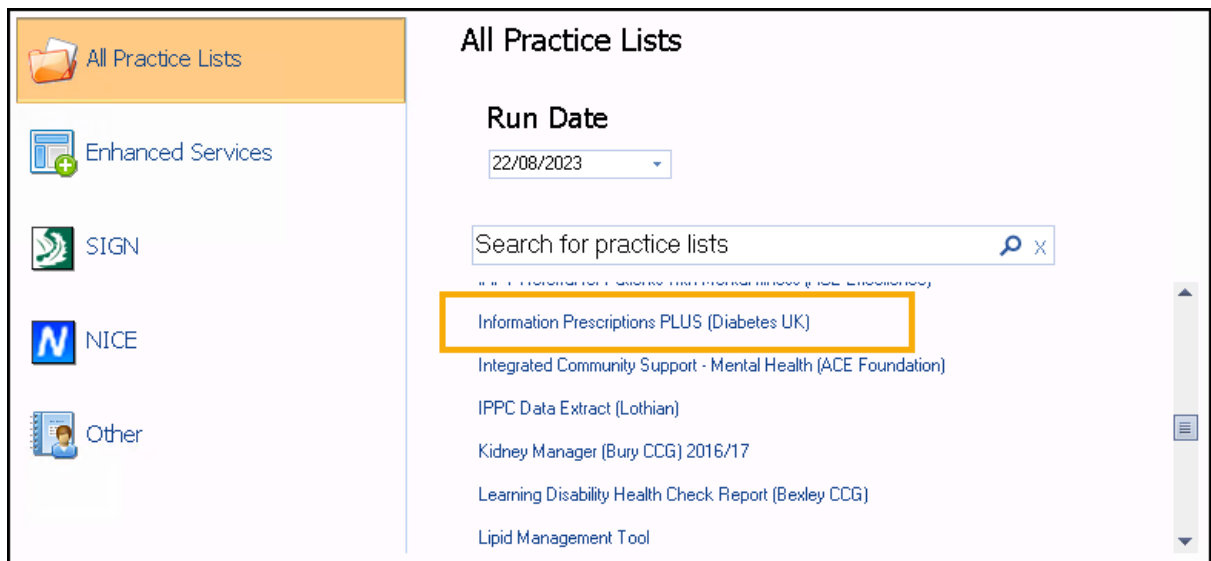 All Practice Lists
Enhanced Services
SIGN
NICE
Other
All Practice Lists
Run Date
22/08/2023
Search for practice lists
x
Information Prescriptions PLUS (Diabetes UK)
Integrated Community Support - Mental Health (ACE Foundation)
IPPC Data Extract (Lothian)
Kidney Manager (Bury CCG) 2016/17
Learning Disability Health Check Report (Bexley CCG)
Lipid Management Tool